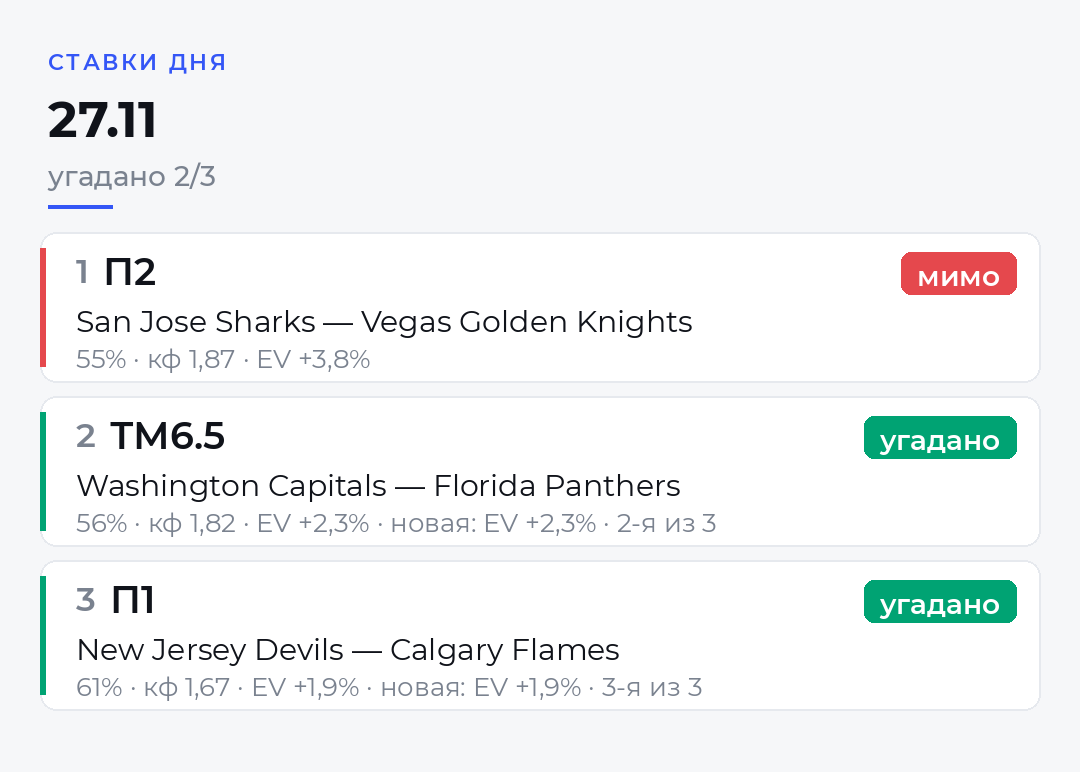 СТАВКИ ДНЯ
27.11
угадано 2/3
1 П2
мимо
San Jose Sharks — Vegas Golden Knights
55% · кф 1,87 · EV +3,8%
2 ТМ6.5
угадано
Washington Capitals — Florida Panthers
56% · кф 1,82 · EV +2,3% · новая: EV +2,3% · 2-я из 3
3 П1
угадано
New Jersey Devils — Calgary Flames
61% · кф 1,67 · EV +1,9% · новая: EV +1,9% · 3-я из 3